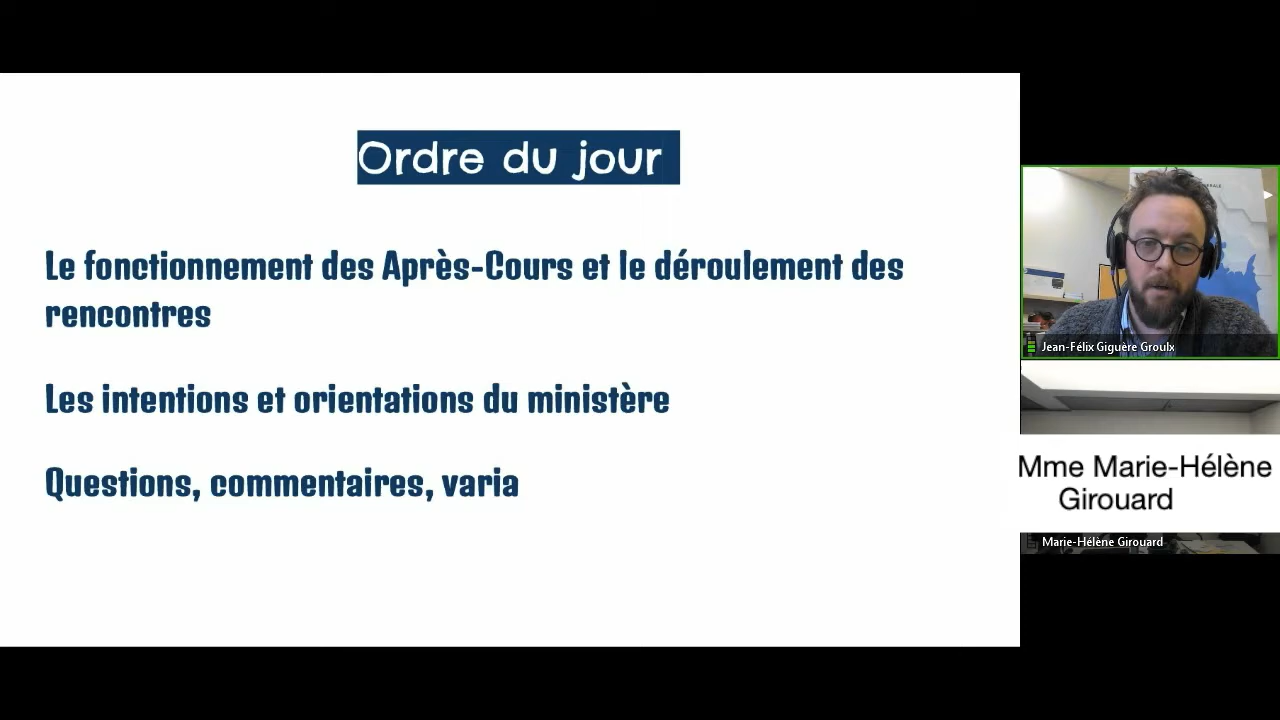 Ordre du jour
Le fonctionnement des Après-Cours et le déroulement des
rencontres
Les intentions et orientations du ministère
Questions, commentaires, varia
Jean-Félix Giguère Groulx
Mme Marie-Hélène
Girouard
Marie-Hélène Girouard